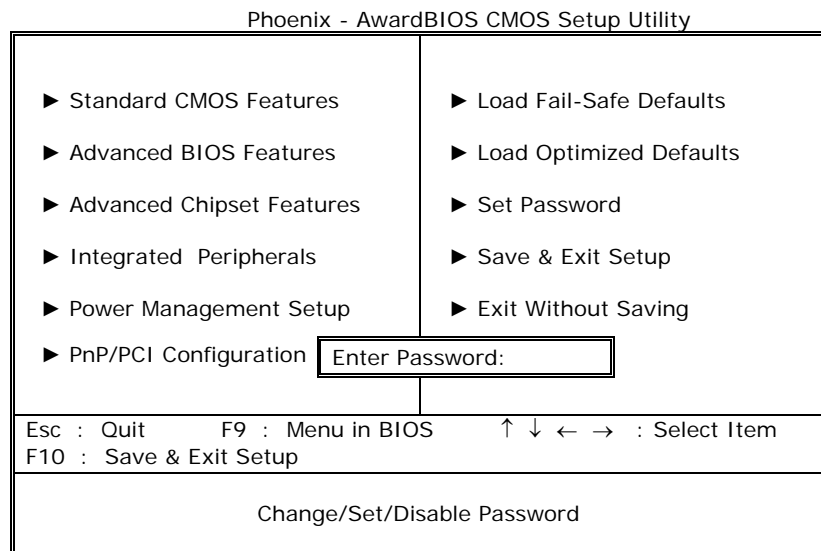 Phoenix - AwardBIOS CMOS Setup Utility
► Standard CMOS Features
► Advanced BIOS Features
► Advanced Chipset Features
► Integrated Peripherals
► Power Management Setup
► PnP/PCI Configuration
► Load Fail-Safe Defaults
► Load Optimized Defaults
► Set Password
► Save & Exit Setup
► Exit Without Saving
Enter Password:
Esc : Quit F9 : Menu in BIOS ↑ ↓ ← → : Select Item
F10 : Save & Exit Setup
Change/Set/Disable Password